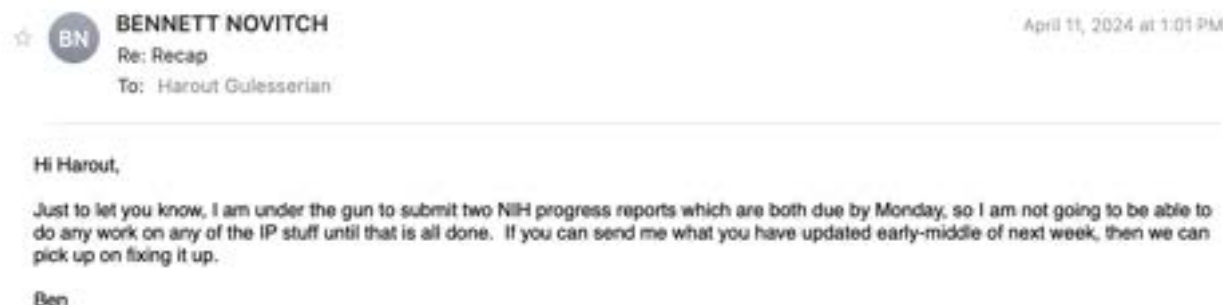 BN
BENNETT NOVITCH
April 11, 2024 at 1:01 PM
Re: Recap
To: Harout Gulesserian
Hi Harout,
Just to let you know, I am under the gun to submit two NIH progress reports which are both due by Monday, so I am not going to be able to
do any work on any of the IP stuff until that is all done. If you can send me what you have updated early-middle of next week, then we can
pick up on fixing it up.
Ben